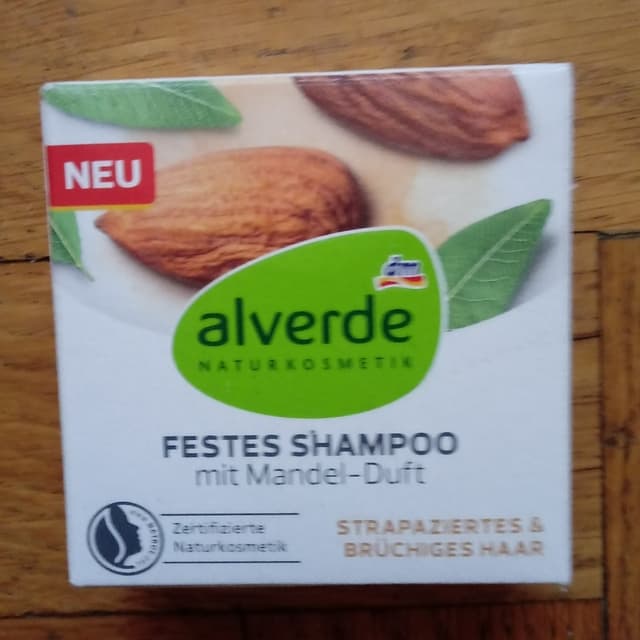 NEU
dm
alverde
NATURKOSMETIK
FESTES SHAMPOO
mit Mandel-Duft
Zertifizierte
Naturkosmetik
STRAPAZIERTES &
BRÜCHIGES HAAR